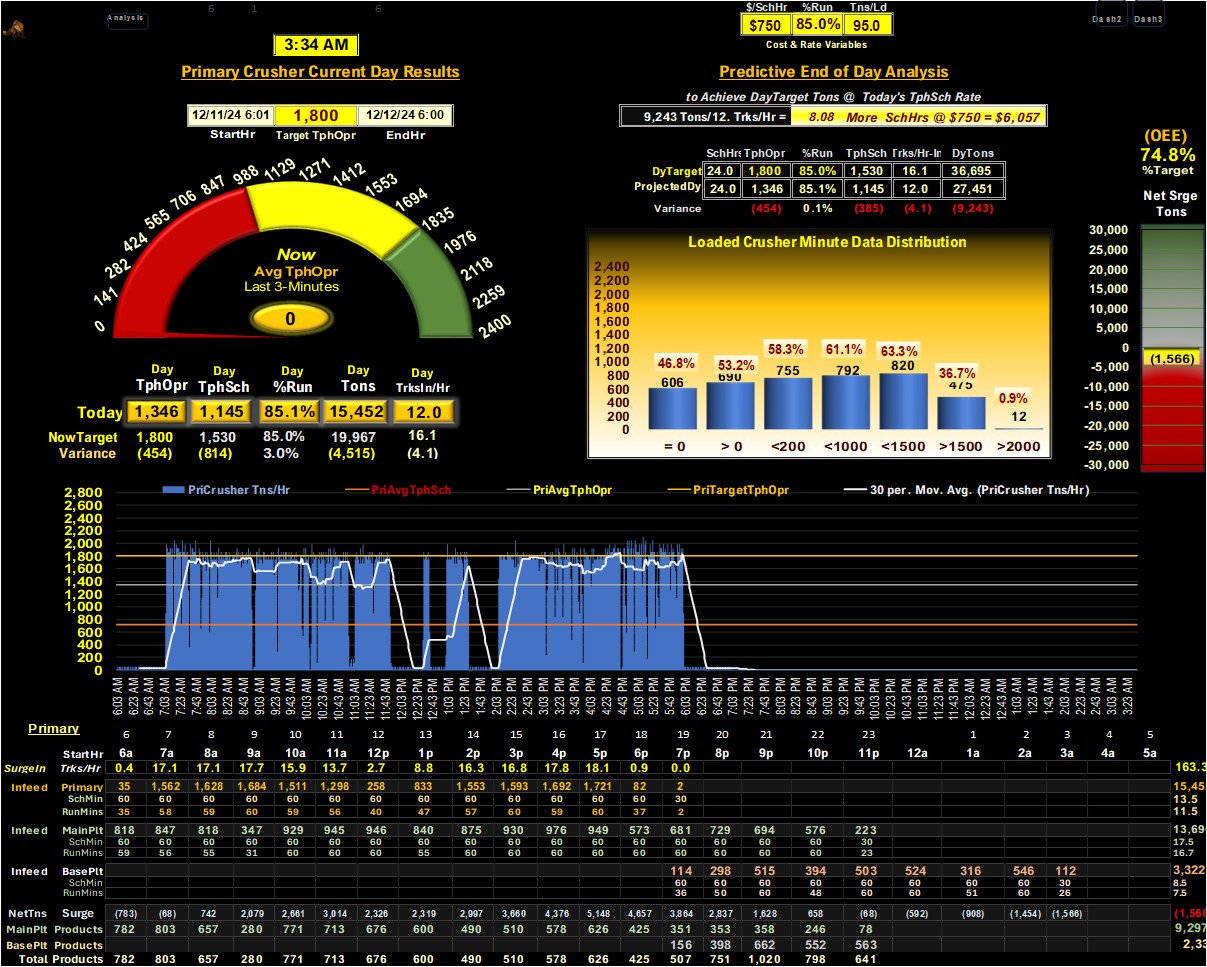 6 1 6
Analysis
$/SchHr %Run Tns/Ld
$750 85.0% 95.0
Cost & Rate Variables
Dash2 Dash3
3:34 AM
Primary Crusher Current Day Results
Predictive End of Day Analysis
to Achieve DayTarget Tons @ Today's TphSch Rate
12/11/24 6:01 1,800 12/12/24 6:00
StartHr Target TphOpr EndHr
9,243 Tons/12. Trks/Hr = 8.08 More SchHrs @ $750 = $6,057
(OEE)
74.8%
%Target
SchHrs TphOpr %Run TphSch Trks/Hr-In DyTons
DyTarget 24.0 1,800 85.0% 1,530 16.1 36,695
ProjectedDy 24.0 1,346 85.1% 1,145 12.0 27,451
Variance (454) 0.1% (385) (4.1) (9,243)
Net Srge
Tons
30,000
25,000
20,000
15,000
10,000
5,000
0
(1,566)
-5,000
-10,000
-15,000
-20,000
-25,000
-30,000
0 141 282 424 565 706 847 988 1129 1271 1412 1553 1694 1835 1976 2118 2259 2400
Now
Avg TphOpr
Last 3-Minutes
0
Loaded Crusher Minute Data Distribution
2,400
2,200
2,000
1,800
1,600
1,400
1,200
1,000
800
600
400
200
0
46.8% 53.2% 58.3% 61.1% 63.3% 36.7% 0.9%
606 690 755 792 820 475 12
= 0 > 0 <200 <1000 <1500 >1500 >2000
Day Day Day Day Day
TphOpr TphSch %Run Tons TrksIn/Hr
Today 1,346 1,145 85.1% 15,452 12.0
NowTarget 1,800 1,530 85.0% 19,967 16.1
Variance (454) (814) 3.0% (4,515) (4.1)
PriCrusher Tns/Hr PriAvgTphSch PriAvgTphOpr PriTargetTphOpr 30 per. Mov. Avg. (PriCrusher Tns/Hr)
2,800
2,600
2,400
2,200
2,000
1,800
1,600
1,400
1,200
1,000
800
600
400
200
0
6:03 AM 6:23 AM 6:43 AM 7:03 AM 7:23 AM 7:43 AM 8:03 AM 8:23 AM 8:43 AM 9:03 AM 9:23 AM 9:43 AM 10:03 AM 10:23 AM 10:43 AM 11:03 AM 11:23 AM 11:43 AM 12:03 PM 12:23 PM 12:43 PM 1:03 PM 1:23 PM 1:43 PM 2:03 PM 2:23 PM 2:43 PM 3:03 PM 3:23 PM 3:43 PM 4:03 PM 4:23 PM 4:43 PM 5:03 PM 5:23 PM 5:43 PM 6:03 PM 6:23 PM 6:43 PM 7:03 PM 7:23 PM 7:43 PM 8:03 PM 8:23 PM 8:43 PM 9:03 PM 9:23 PM 9:43 PM 10:03 PM 10:23 PM 10:43 PM 11:03 PM 11:23 PM 11:43 PM 12:03 AM 12:23 AM 12:43 AM 1:03 AM 1:23 AM 1:43 AM 2:03 AM 2:23 AM 2:43 AM 3:03 AM 3:23 AM
Primary
6 7 8 9 10 11 12 13 14 15 16 17 18 19 20 21 22 23 1 2 3 4 5
StartHr 6a 7a 8a 9a 10a 11a 12p 1p 2p 3p 4p 5p 6p 7p 8p 9p 10p 11p 12a 1a 2a 3a 4a 5a
SurgeIn Trks/Hr 0.4 17.1 17.1 17.7 15.9 13.7 2.7 8.8 16.3 16.8 17.8 18.1 0.9 0.0 163.3
Infeed Primary 35 1,562 1,628 1,684 1,511 1,298 258 833 1,553 1,593 1,692 1,721 82 2 15,45
SchMin 60 60 60 60 60 60 60 60 60 60 60 60 60 30 13.5
RunMins 35 58 59 60 59 56 40 47 57 60 59 60 37 2 11.5
Infeed MainPlt 818 847 818 347 929 945 946 840 875 930 976 949 573 681 729 694 576 223 13,69
SchMin 60 60 60 60 60 60 60 60 60 60 60 60 60 60 60 60 60 30 17.5
RunMins 59 56 55 31 60 60 60 55 60 60 60 60 60 60 60 60 60 23 16.7
Infeed BasePlt 114 298 515 394 503 524 316 546 112 3,322
SchMin 60 60 60 60 60 60 60 60 30 8.5
RunMins 36 56 60 48 60 60 51 60 26 7.5
NetTns Surge (783) (68) 742 2,079 2,661 3,014 2,326 2,319 2,997 3,660 4,376 5,148 4,657 3,864 2,837 1,628 658 (68) (592) (908) (1,454) (1,566) (1,566
MainPlt Products 782 803 657 280 771 713 676 600 490 510 578 626 425 351 353 358 246 78 9,297
BasePlt Products 156 398 662 552 563 2,33
Total Products 782 803 657 280 771 713 676 600 490 510 578 626 425 507 751 1,020 798 641